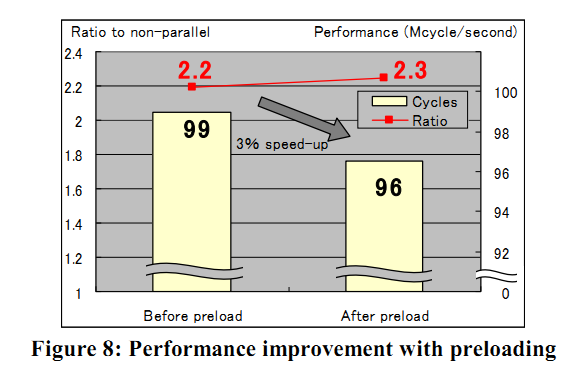 Ratio to non-parallel
Performance (Mcycle/second)
2.4
2.2
2
1.8
1.6
1.4
1.2
1
2.2
2.3
99
96
3% speed-up
Cycles
Ratio
100
98
96
94
92
0
Before preload
After preload
Figure 8: Performance improvement with preloading